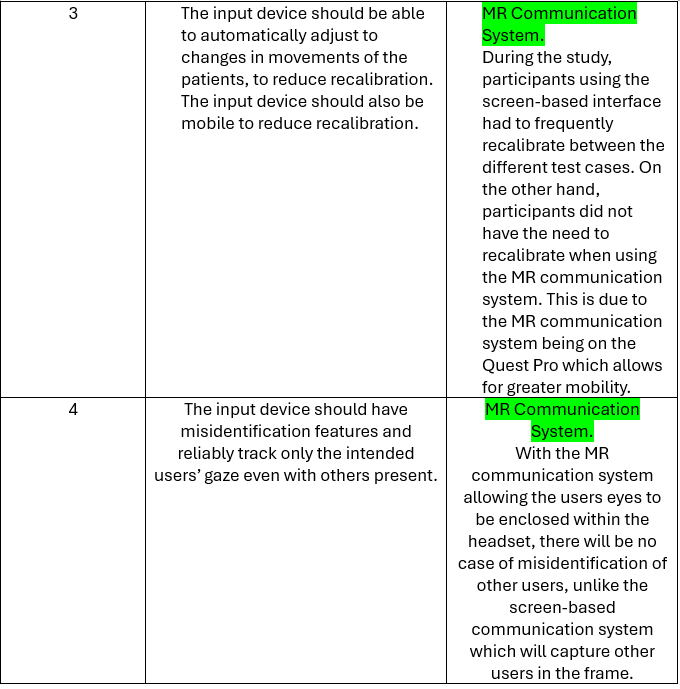 3
The input device should be able
to automatically adjust to
changes in movements of the
patients, to reduce recalibration.
The input device should also be
mobile to reduce recalibration.
MR Communication
System.
During the study,
participants using the
screen-based interface
had to frequently
recalibrate between the
different test cases. On
the other hand,
participants did not
have the need to
recalibrate when using
the MR communication
system. This is due to
the MR communication
system being on the
Quest Pro which allows
for greater mobility.
4
The input device should have
misidentification features and
reliably track only the intended
users’ gaze even with others present.
MR Communication
System.
With the MR
communication system
allowing the users eyes to
be enclosed within the
headset, there will be no
case of misidentification of
other users, unlike the
screen-based
communication system
which will capture other
users in the frame.